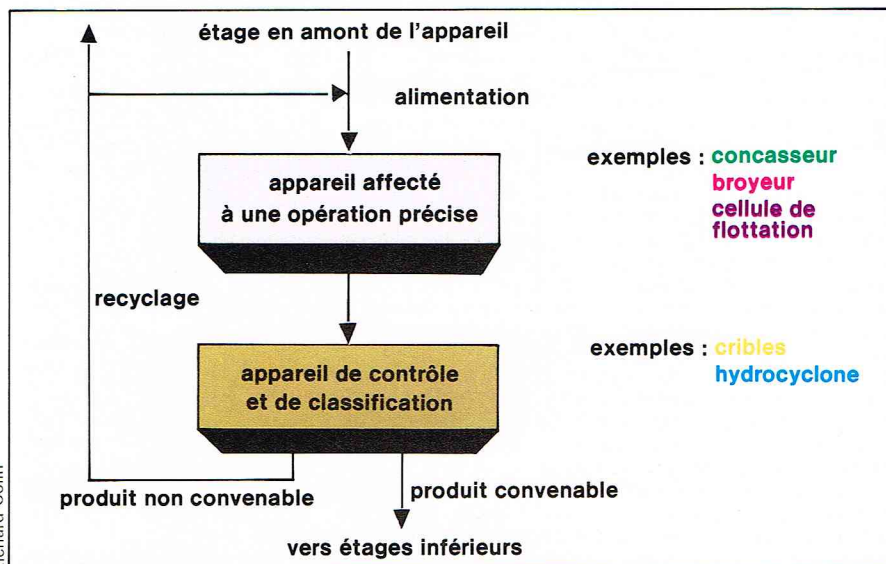 étage en amont de l'appareil
alimentation
appareil affecté
à une opération précise
exemples : concasseur
broyeur
cellule de
flottation
recyclage
appareil de contrôle
et de classification
exemples : cribles
hydrocyclone
produit non convenable
produit convenable
vers étages inférieurs